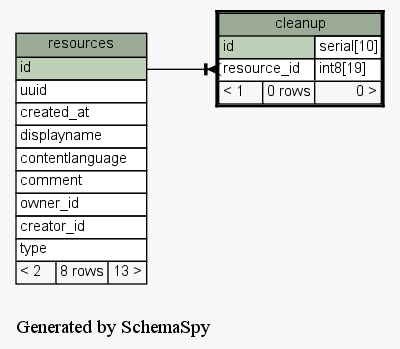 resources
id
uuid
created_at
displayname
contentlanguage
comment
owner_id
creator_id
type
< 2 8 rows 13 >
cleanup
id serial[10]
resource_id int8[19]
< 1 0 rows 0 >
Generated by SchemaSpy